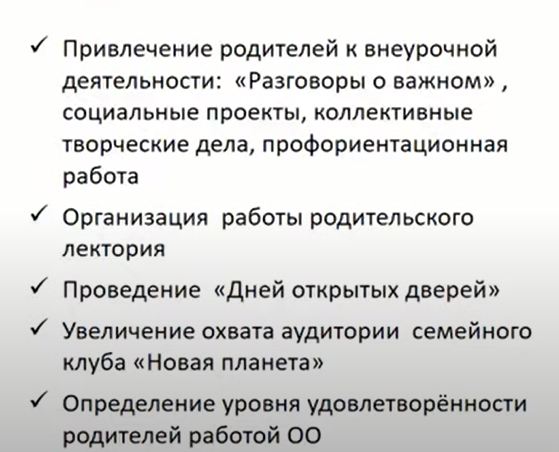 ✓ Привлечение родителей к внеурочной
деятельности: «Разговоры о важном» ,
социальные проекты, коллективные
творческие дела, профориентационная
работа
✓ Организация работы родительского
лектория
✓ Проведение «Дней открытых дверей»
✓ Увеличение охвата аудитории семейного
клуба «Новая планета»
✓ Определение уровня удовлетворённости
родителей работой ОО